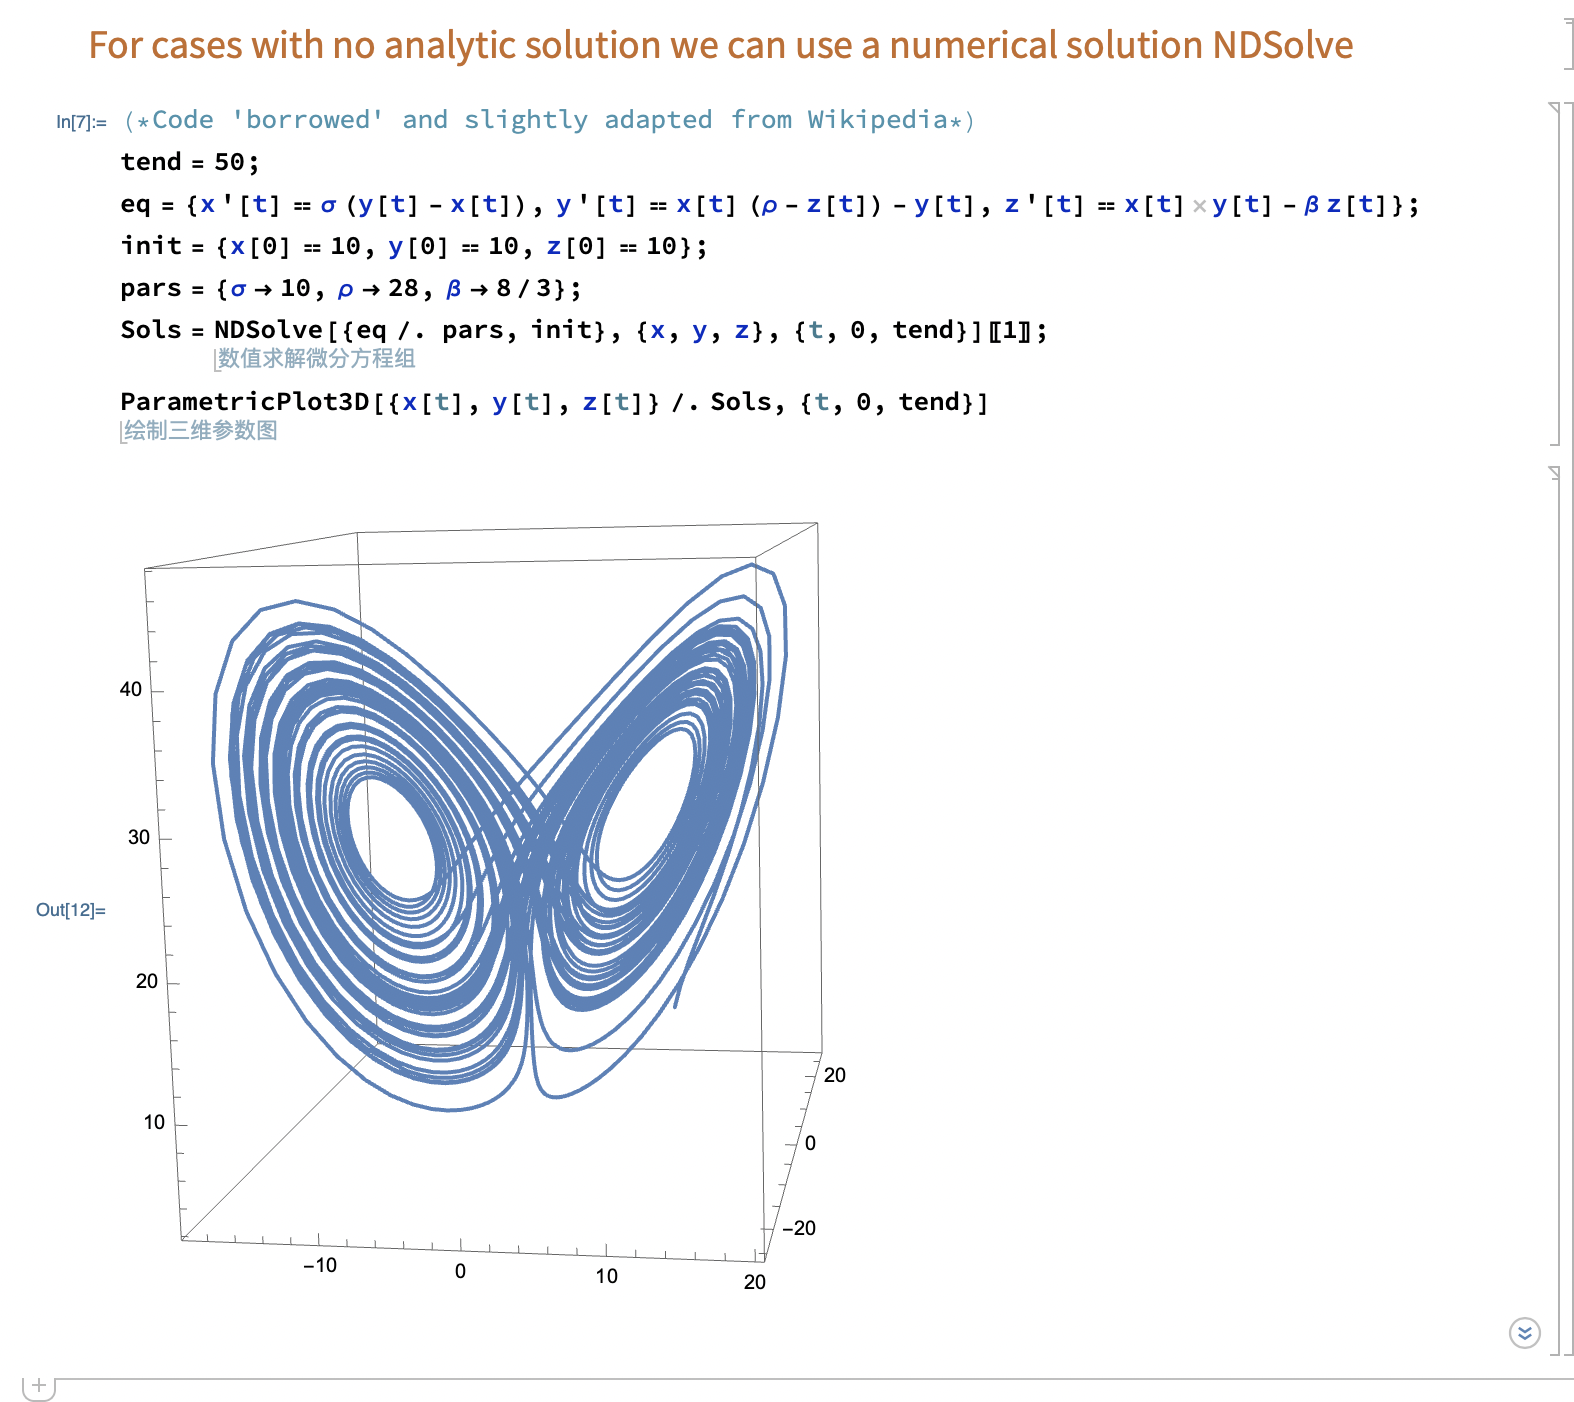 For cases with no analytic solution we can use a numerical solution NDSolve
In[7]:= (*Code 'borrowed' and slightly adapted from Wikipedia*)
tend = 50;
eq = {x'[t] == σ (y[t] - x[t]), y'[t] == x[t] (ρ - z[t]) - y[t], z'[t] == x[t] × y[t] - β z[t]};
init = {x[0] == 10, y[0] == 10, z[0] == 10};
pars = {σ → 10, ρ → 28, β → 8 / 3};
Sols = NDSolve[{eq /. pars, init}, {x, y, z}, {t, 0, tend}]〚1〛;
数值求解微分方程组
ParametricPlot3D[{x[t], y[t], z[t]} /. Sols, {t, 0, tend}]
绘制三维参数图
40
30
Out[12]=
20
10
20
0
-20
-10
0
10
20